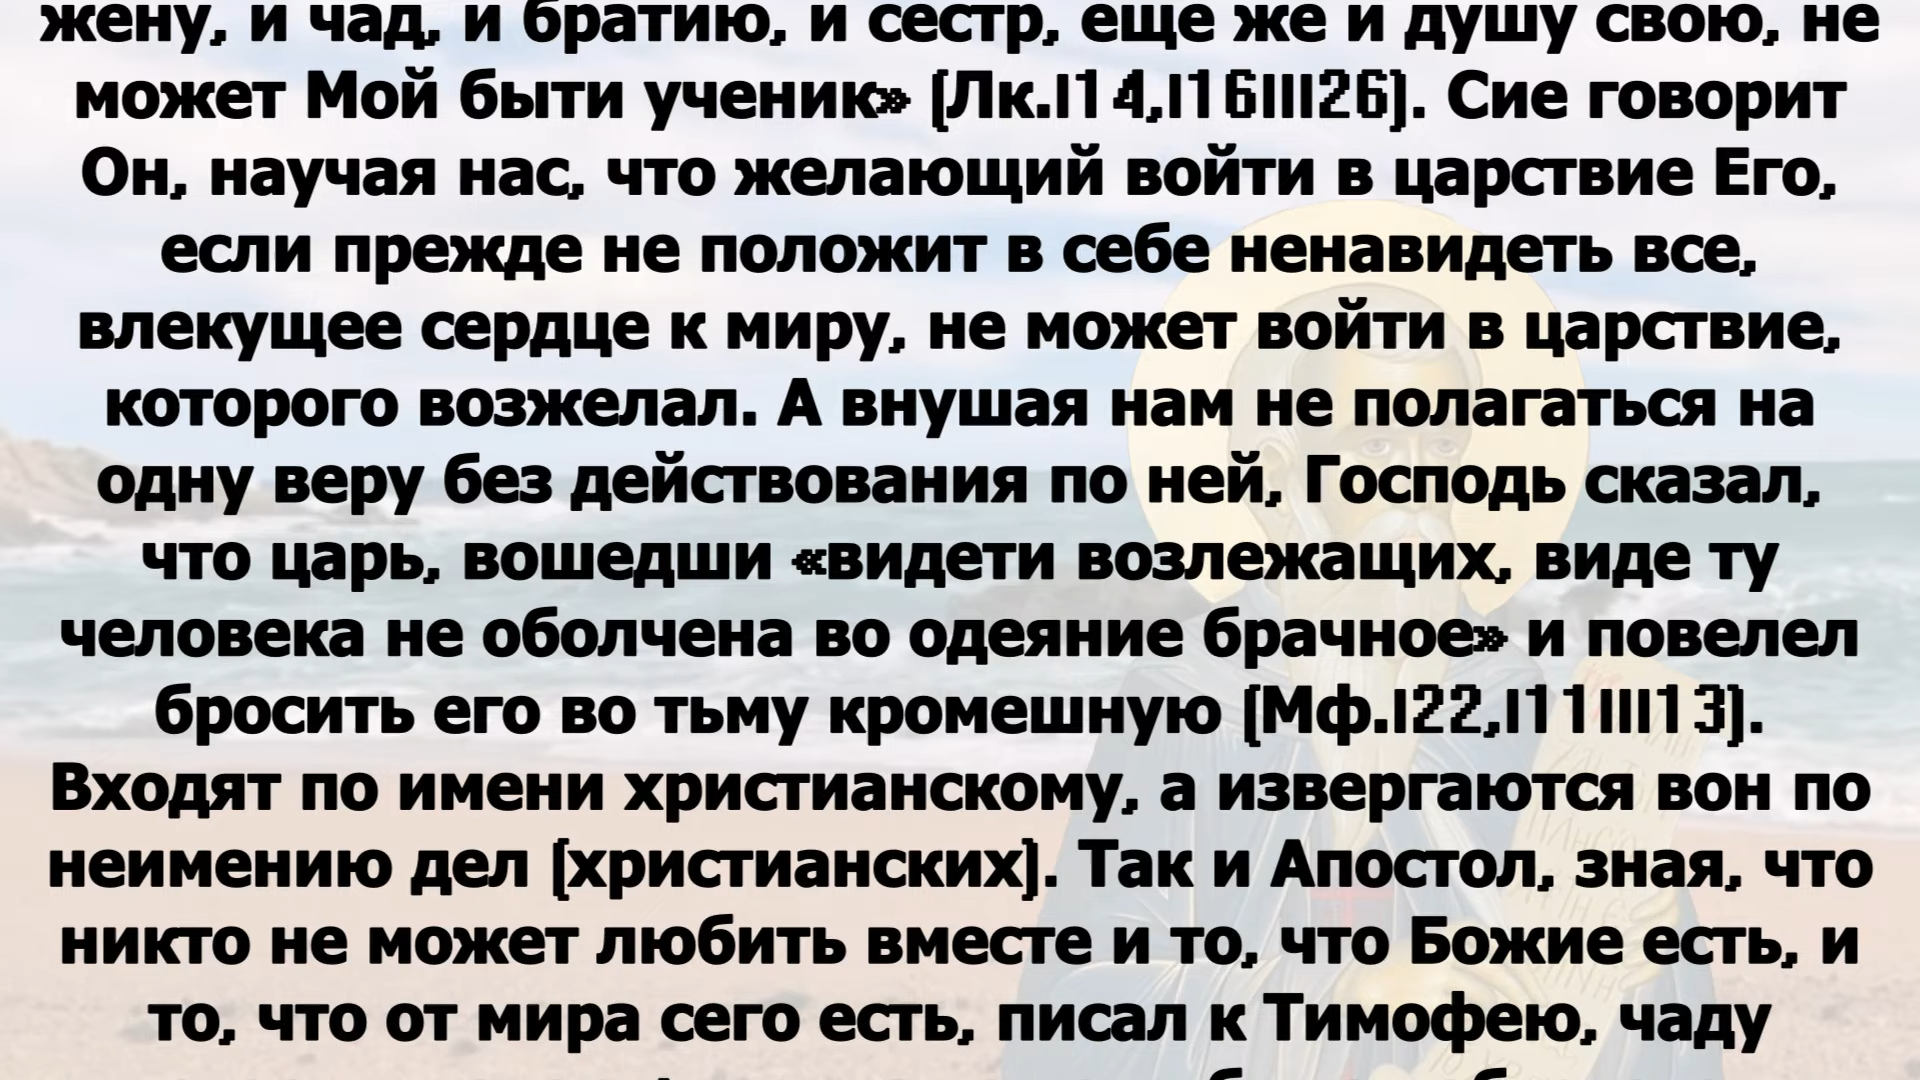 жену, и чад, и братию, и сестр, еще же и душу свою, не
может Мой быти ученик» (Лк.I14,I16III26). Сие говорит
Он, научая нас, что желающий войти в царствие Его,
если прежде не положит в себе ненавидеть все,
влекущее сердце к миру, не может войти в царствие,
которого возжелал. А внушая нам не полагаться на
одну веру без действования по ней, Господь сказал,
что царь, вошедши «видети возлежащих, виде ту
человека не оболчена во одеяние брачное» и повелел
бросить его во тьму кромешную (Мф.I22,I11III13).
Входят по имени христианскому, а извергаются вон по
неимению дел (христианских). Так и Апостол, зная, что
никто не может любить вместе и то, что Божие есть, и
то, что от мира сего есть, писал к Тимофею, чаду